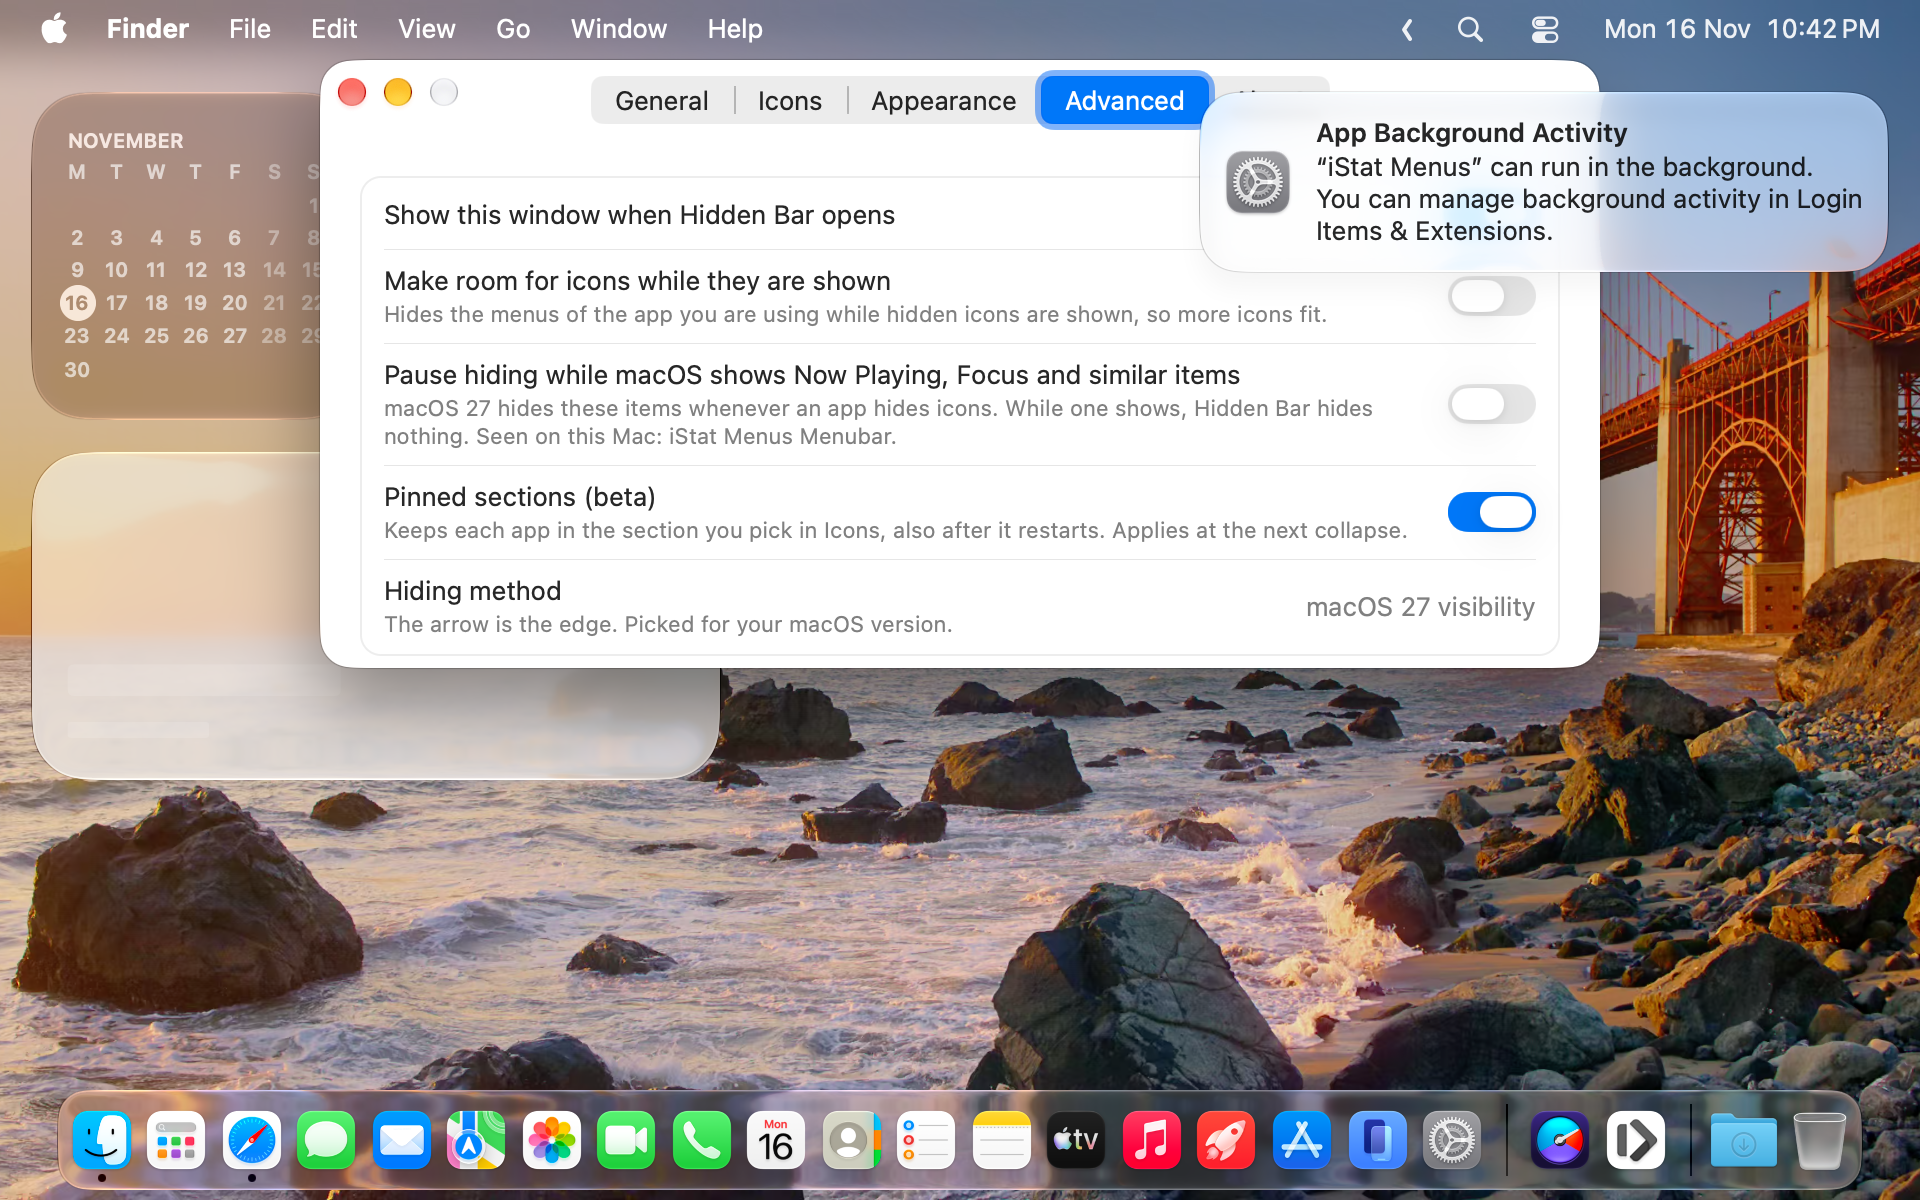 Finder File Edit View Go Window Help
Mon 16 Nov 10:42 PM
General Icons Appearance Advanced
App Background Activity
“iStat Menus” can run in the background.
You can manage background activity in Login
Items & Extensions.
NOVEMBER
M T W T F S S
1
2 3 4 5 6 7 8
9 10 11 12 13 14 15
16 17 18 19 20 21 22
23 24 25 26 27 28 29
30
Show this window when Hidden Bar opens
Make room for icons while they are shown
Hides the menus of the app you are using while hidden icons are shown, so more icons fit.
Pause hiding while macOS shows Now Playing, Focus and similar items
macOS 27 hides these items whenever an app hides icons. While one shows, Hidden Bar hides
nothing. Seen on this Mac: iStat Menus Menubar.
Pinned sections (beta)
Keeps each app in the section you pick in Icons, also after it restarts. Applies at the next collapse.
Hiding method
The arrow is the edge. Picked for your macOS version.
macOS 27 visibility
Mon
16
tv